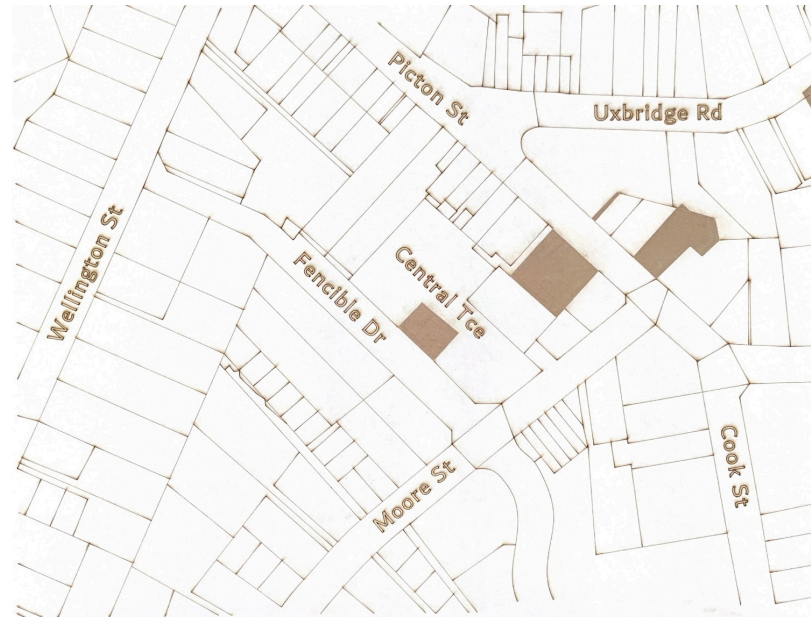 Picton St
Uxbridge Rd
Wellington St
Central Tce
Fencible Dr
Cook St
Moore St